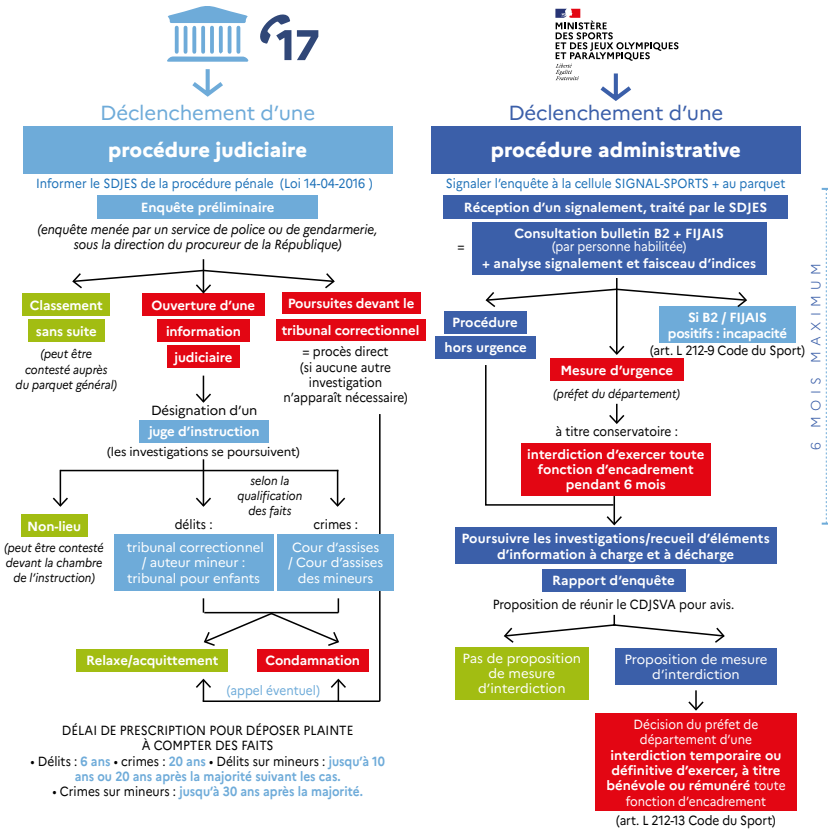 17
Déclenchement d'une
procédure judiciaire
Informer le SDJES de la procédure pénale (Loi 14-04-2016 )
Enquête préliminaire
(enquête menée par un service de police ou de gendarmerie,
sous la direction du procureur de la République)
Classement
sans suite
(peut être
contesté auprès
du parquet général)
Ouverture d'une
information
judiciaire
Poursuites devant le
tribunal correctionnel
= procès direct
(si aucune autre
investigation
n'apparaît nécessaire)
Désignation d'un
juge d'instruction
(les investigations se poursuivent)
selon la
qualification
des faits
Non-lieu
(peut être contesté
devant la chambre
de l'instruction)
délits :
tribunal correctionnel
/ auteur mineur :
tribunal pour enfants
crimes :
Cour d'assises
/ Cour d'assises
des mineurs
Relaxe/acquittement
Condamnation
(appel éventuel)
DÉLAI DE PRESCRIPTION POUR DÉPOSER PLAINTE
À COMPTER DES FAITS
• Délits : 6 ans • crimes : 20 ans • Délits sur mineurs : jusqu'à 10
ans ou 20 ans après la majorité suivant les cas.
• Crimes sur mineurs : jusqu'à 30 ans après la majorité.
MINISTÈRE
DES SPORTS
ET DES JEUX OLYMPIQUES
ET PARALYMPIQUES
Liberté
Égalité
Fraternité
Déclenchement d'une
procédure administrative
Signaler l'enquête à la cellule SIGNAL-SPORTS + au parquet
Réception d'un signalement, traité par le SDJES
=
Consultation bulletin B2 + FIJAIS
(par personne habilitée)
+ analyse signalement et faisceau d'indices
Procédure
hors urgence
Si B2 / FIJAIS
positifs : incapacité
(art. L 212-9 Code du Sport)
Mesure d'urgence
(préfet du département)
à titre conservatoire :
interdiction d'exercer toute
fonction d'encadrement
pendant 6 mois
6 MOIS MAXIMUM
Poursuivre les investigations/recueil d'éléments
d'information à charge et à décharge
Rapport d'enquête
Proposition de réunir le CDJSVA pour avis.
Pas de proposition
de mesure
d'interdiction
Proposition de mesure
d'interdiction
Décision du préfet de
département d'une
interdiction temporaire ou
définitive d'exercer, à titre
bénévole ou rémunéré toute
fonction d'encadrement
(art. L 212-13 Code du Sport)